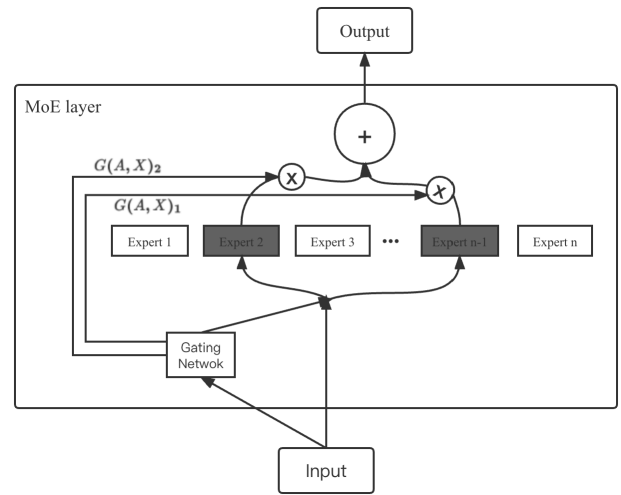 Output
MoE layer
+
G(A, X)₂
X
G(A, X)₁
X
Expert 1
Expert 2
Expert 3
•••
Expert n-1
Expert n
Gating
Netwok
Input